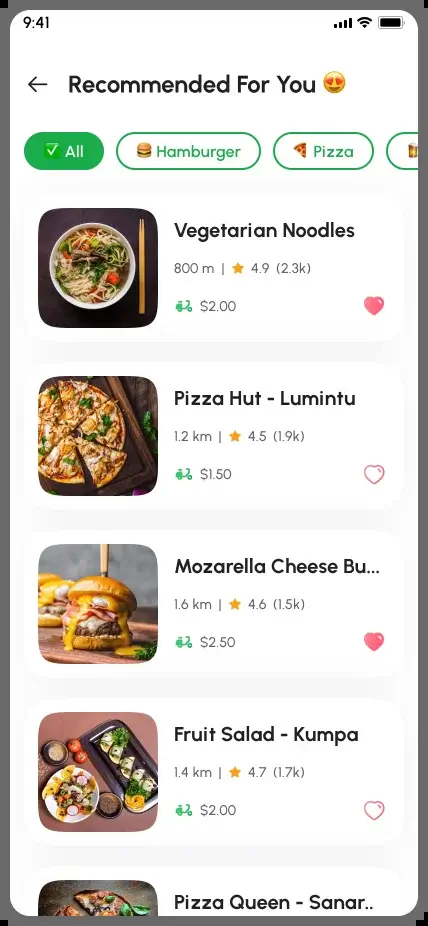 9:41
Recommended For You 😍
✅ All
🍔 Hamburger
🍕 Pizza
Vegetarian Noodles
800 m | ★ 4.9 (2.3k)
$2.00
Pizza Hut - Lumintu
1.2 km | ★ 4.5 (1.9k)
$1.50
Mozarella Cheese Bu...
1.6 km | ★ 4.6 (1.5k)
$2.50
Fruit Salad - Kumpa
1.4 km | ★ 4.7 (1.7k)
$2.00
Pizza Queen - Sanar..